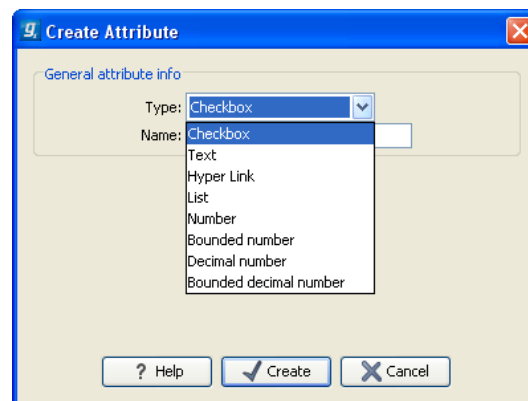 g. Create Attribute
General attribute info
Type: Checkbox
Name:
Checkbox
Text
Hyper Link
List
Number
Bounded number
Decimal number
Bounded decimal number
? Help
Create
Cancel